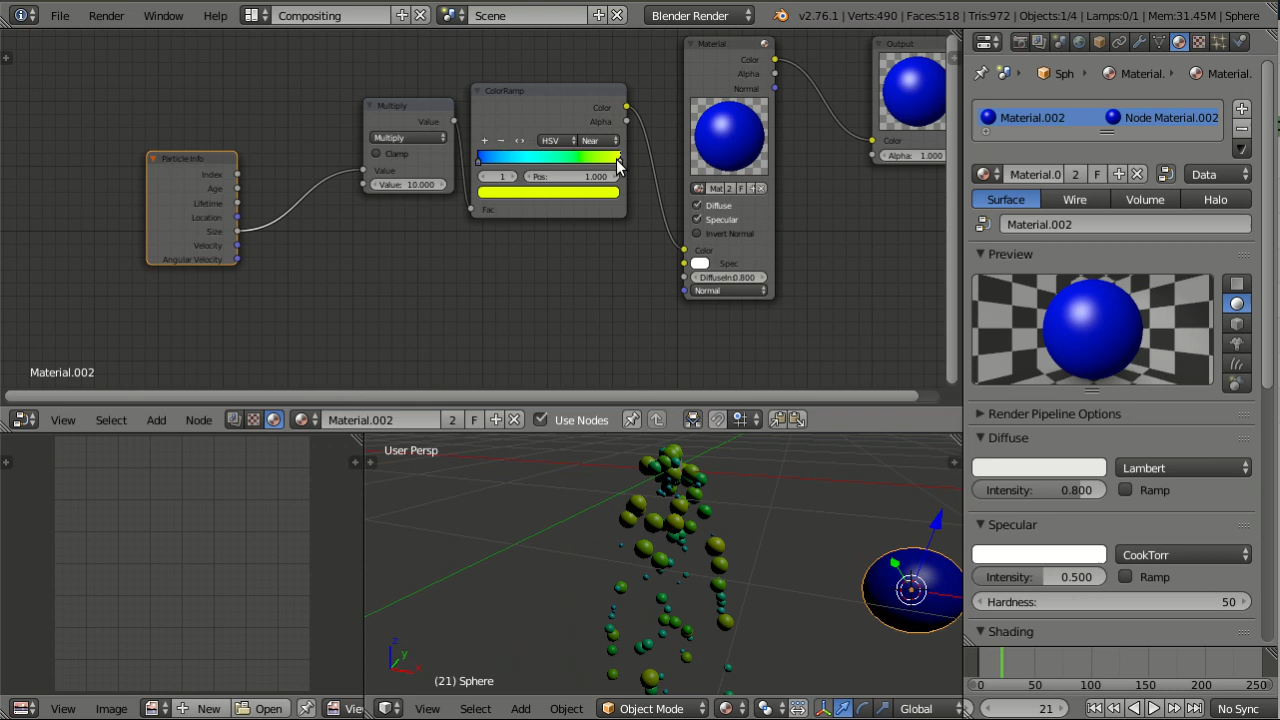 File Render Window Help Compositing Scene Blender Render v2.76.1 | Verts:490 | Faces:518 | Tris:972 | Objects:1/4 | Lamps:0/1 | Mem:31.45M | Sphere
Particle Info
Index
Age
Lifetime
Location
Size
Velocity
Angular Velocity
Multiply
Value
Multiply
Clamp
Value
Value: 10.000
ColorRamp
Color
Alpha
HSV Near
1 Pos: 1.000
Fac
Material
Color
Alpha
Normal
Mat 2 F
Diffuse
Specular
Invert Normal
Color
Spec
DiffuseIn:0.800
Normal
Output
Color
Alpha: 1.000
Material.002
View Select Add Node Material.002 2 F Use Nodes
Sph Material. Material.
Material.002 Node Material.002
Material.0 2 F Data
Surface Wire Volume Halo
Material.002
Preview
Render Pipeline Options
Diffuse
Lambert
Intensity: 0.800 Ramp
Specular
CookTorr
Intensity: 0.500 Ramp
Hardness: 50
Shading
User Persp
z
y
x
(21) Sphere
View Image New Open Vie
View Select Add Object Object Mode Global
0 50 100 150 200 250
21 No Sync